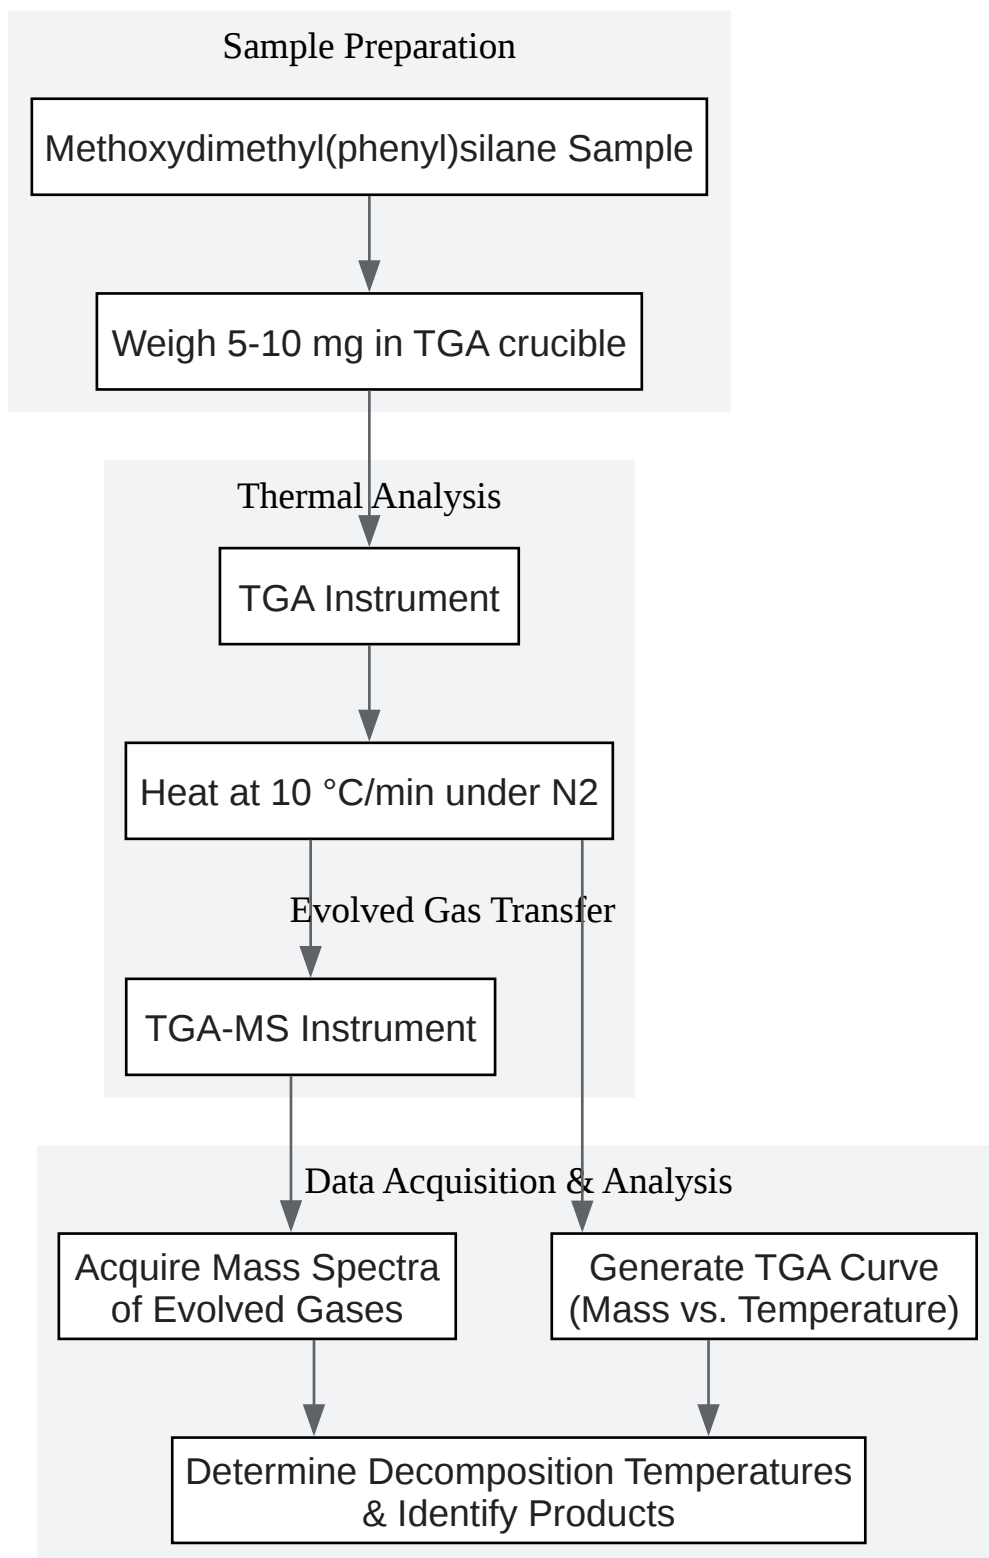 Sample Preparation
Methoxydimethyl(phenyl)silane Sample
Weigh 5-10 mg in TGA crucible
Thermal Analysis
TGA Instrument
Heat at 10 °C/min under N2
Evolved Gas Transfer
TGA-MS Instrument
Data Acquisition & Analysis
Acquire Mass Spectra
of Evolved Gases
Generate TGA Curve
(Mass vs. Temperature)
Determine Decomposition Temperatures
& Identify Products